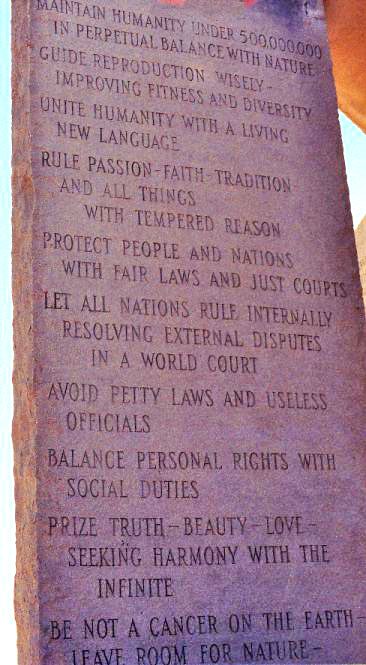 MAINTAIN HUMANITY UNDER 500,000,000
IN PERPETUAL BALANCE WITH NATURE
GUIDE REPRODUCTION WISELY-
IMPROVING FITNESS AND DIVERSITY
UNITE HUMANITY WITH A LIVING
NEW LANGUAGE
RULE PASSION-FAITH-TRADITION
AND ALL THINGS
WITH TEMPERED REASON
PROTECT PEOPLE AND NATIONS
WITH FAIR LAWS AND JUST COURTS
LET ALL NATIONS RULE INTERNALLY
RESOLVING EXTERNAL DISPUTES
IN A WORLD COURT
AVOID PETTY LAWS AND USELESS
OFFICIALS
BALANCE PERSONAL RIGHTS WITH
SOCIAL DUTIES
PRIZE TRUTH-BEAUTY-LOVE-
SEEKING HARMONY WITH THE
INFINITE
BE NOT A CANCER ON THE EARTH-
LEAVE ROOM FOR NATURE-